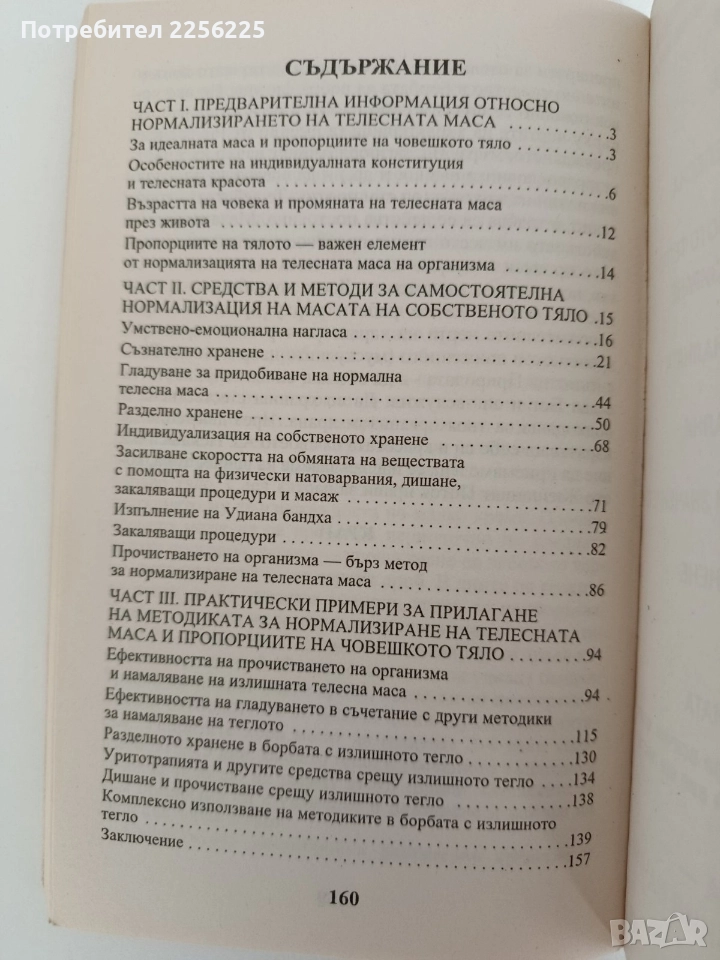 Потребител 2256225
СЪДЪРЖАНИЕ
ЧАСТ I. ПРЕДВАРИТЕЛНА ИНФОРМАЦИЯ ОТНОСНО
НОРМАЛИЗИРАНЕТО НА ТЕЛЕСНАТА МАСА ..........3
За идеалната маса и пропорциите на човешкото тяло ..........3
Особеностите на индивидуалната конституция
и телесната красота ..........6
Възрастта на човека и промяната на телесната маса
през живота ..........12
Пропорциите на тялото — важен елемент
от нормализацията на телесната маса на организма ..........14
ЧАСТ II. СРЕДСТВА И МЕТОДИ ЗА САМОСТОЯТЕЛНА
НОРМАЛИЗАЦИЯ НА МАСАТА НА СОБСТВЕНОТО ТЯЛО .15
Умствено-емоционална нагласа ..........16
Съзнателно хранене ..........21
Гладуване за придобиване на нормална
телесна маса ..........44
Разделно хранене ..........50
Индивидуализация на собственото хранене ..........68
Засилване скоростта на обмяната на веществата
с помощта на физически натоварвания, дишане,
закаляващи процедури и масаж ..........71
Изпълнение на Удиана бандха ..........79
Закаляващи процедури ..........82
Прочистването на организма — бърз метод
за нормализиране на телесната маса ..........86
ЧАСТ III. ПРАКТИЧЕСКИ ПРИМЕРИ ЗА ПРИЛАГАНЕ
НА МЕТОДИКАТА ЗА НОРМАЛИЗИРАНЕ НА ТЕЛЕСНАТА
МАСА И ПРОПОРЦИИТЕ НА ЧОВЕШКОТО ТЯЛО ..........94
Ефективността на прочистването на организма
и намаляване на излишната телесна маса ..........94
Ефективността на гладуването в съчетание с други методики
за намаляване на теглото ..........115
Разделното хранене в борбата с излишното тегло ..........130
Уритотрапията и другите средства срещу излишното тегло ..........134
Дишане и прочистване срещу излишното тегло ..........138
Комплексно използване на методиките в борбата с излишното
тегло ..........139
Заключение ..........157
160
BAZAR